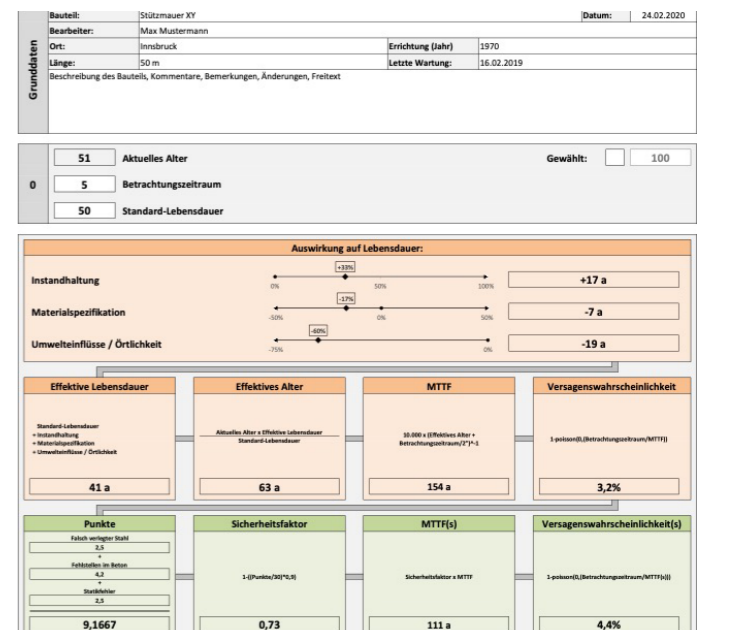 Bauteil: Stützmauer XY Datum: 24.02.2020
Bearbeiter: Max Mustermann
Grunddaten
Ort: Innsbruck Errichtung (Jahr) 1970
Länge: 50 m Letzte Wartung: 16.02.2019
Beschreibung des Bauteils, Kommentare, Bemerkungen, Änderungen, Freitext
51 Aktuelles Alter Gewählt: 100
0 5 Betrachtungszeitraum
50 Standard-Lebensdauer
Auswirkung auf Lebensdauer:
+33%
Instandhaltung +17 a
0% 50% 100%
-17%
Materialspezifikation -7 a
-50% 0% 50%
-60%
Umwelteinflüsse / Örtlichkeit -19 a
-75% 0%
Effektive Lebensdauer
Standard-Lebensdauer
+ Instandhaltung
+ Materialspezifikation
+ Umwelteinflüsse / Örtlichkeit
41 a
Effektives Alter
Aktuelles Alter x Effektive Lebensdauer
Standard-Lebensdauer
63 a
MTTF
10.000 x (Effektives Alter +
Betrachtungszeitraum/2")^-1
154 a
Versagenswahrscheinlichkeit
1-poisson(0,(Betrachtungszeitraum/MTTF))
3,2%
Punkte
Falsch verlegter Stahl
2,5
+
Fehlstellen im Beton
4,2
+
Statikfehler
2,5
9,1667
Sicherheitsfaktor
1-((Punkte/30)*0,9)
0,73
MTTF(s)
Sicherheitsfaktor x MTTF
111 a
Versagenswahrscheinlichkeit(s)
1-poisson(0,(Betrachtungszeitraum/MTTF(s)))
4,4%